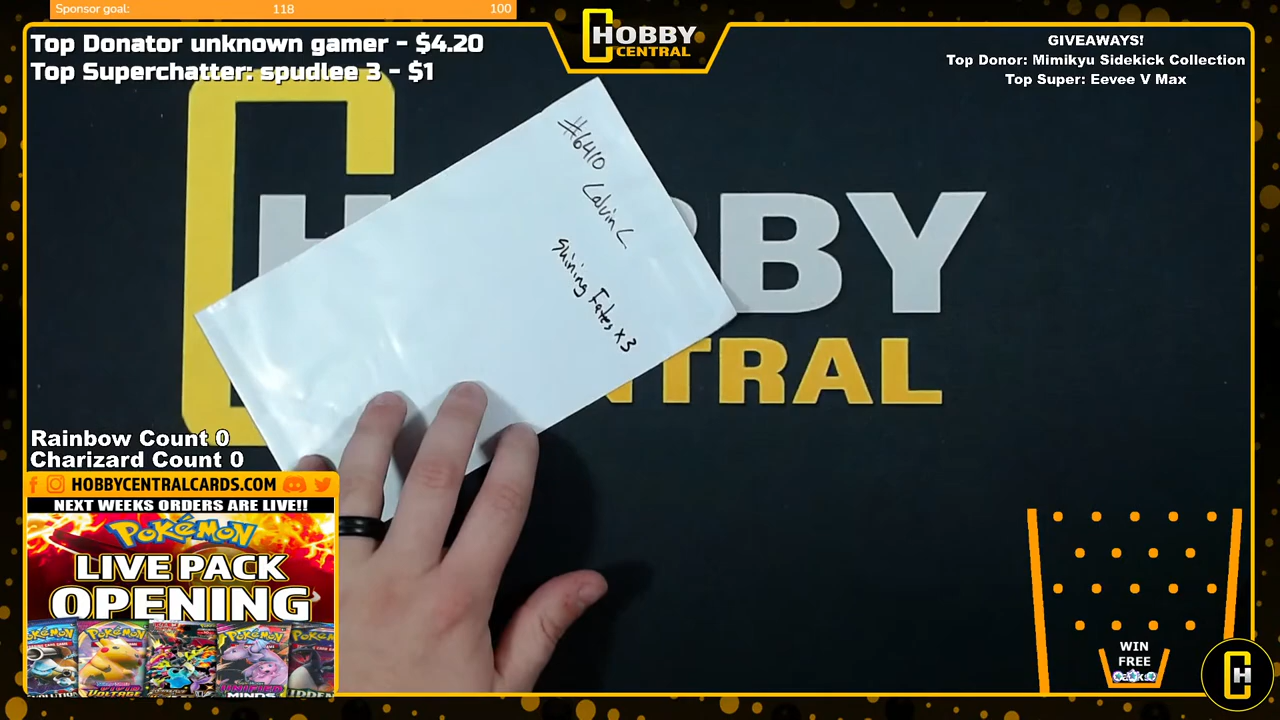 Sponsor goal: 118 100
Top Donator unknown gamer - $4.20
Top Superchatter: spudlee 3 - $1
HOBBY
CENTRAL
GIVEAWAYS!
Top Donor: Mimikyu Sidekick Collection
Top Super: Eevee V Max
#6410
Calvin C
Shining Fates x3
H BBY
TRAL
Rainbow Count 0
Charizard Count 0
HOBBYCENTRALCARDS.COM
NEXT WEEKS ORDERS ARE LIVE!!
POKéMON
LIVE PACK
OPENING
WIN
FREE